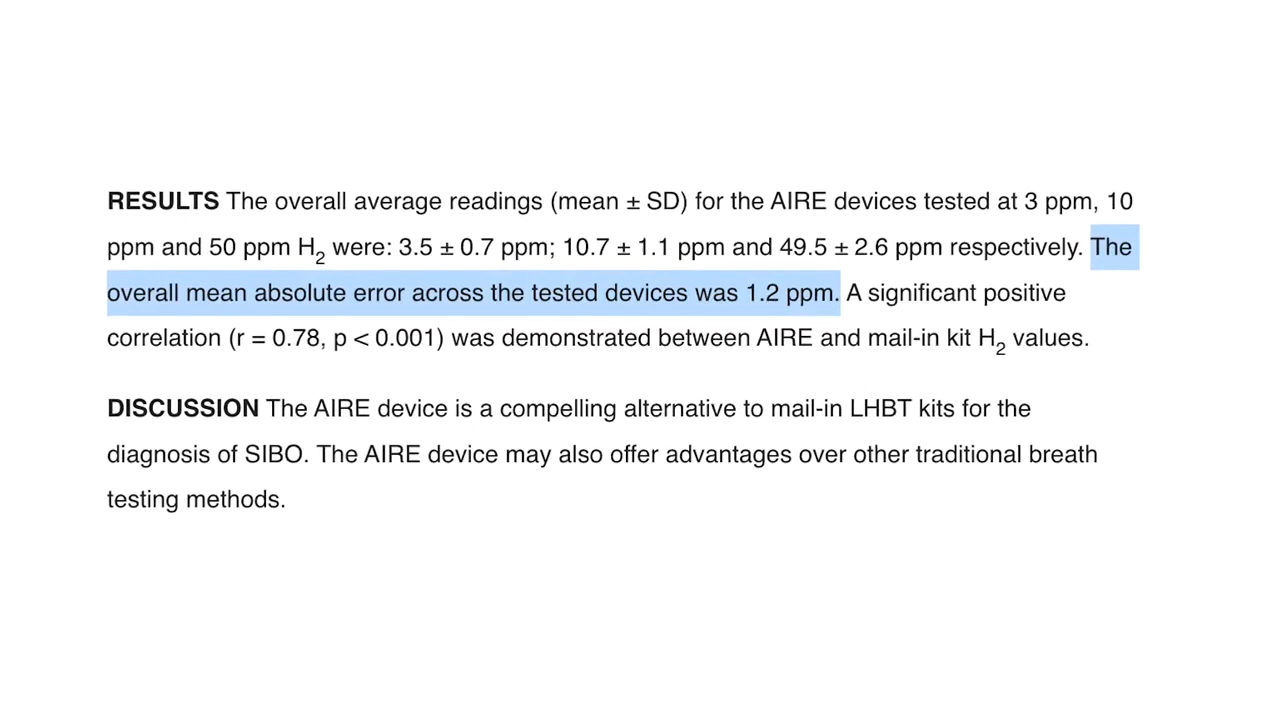 RESULTS The overall average readings (mean ± SD) for the AIRE devices tested at 3 ppm, 10
ppm and 50 ppm H₂ were: 3.5 ± 0.7 ppm; 10.7 ± 1.1 ppm and 49.5 ± 2.6 ppm respectively. The
overall mean absolute error across the tested devices was 1.2 ppm. A significant positive
correlation (r = 0.78, p < 0.001) was demonstrated between AIRE and mail-in kit H₂ values.
DISCUSSION The AIRE device is a compelling alternative to mail-in LHBT kits for the
diagnosis of SIBO. The AIRE device may also offer advantages over other traditional breath
testing methods.